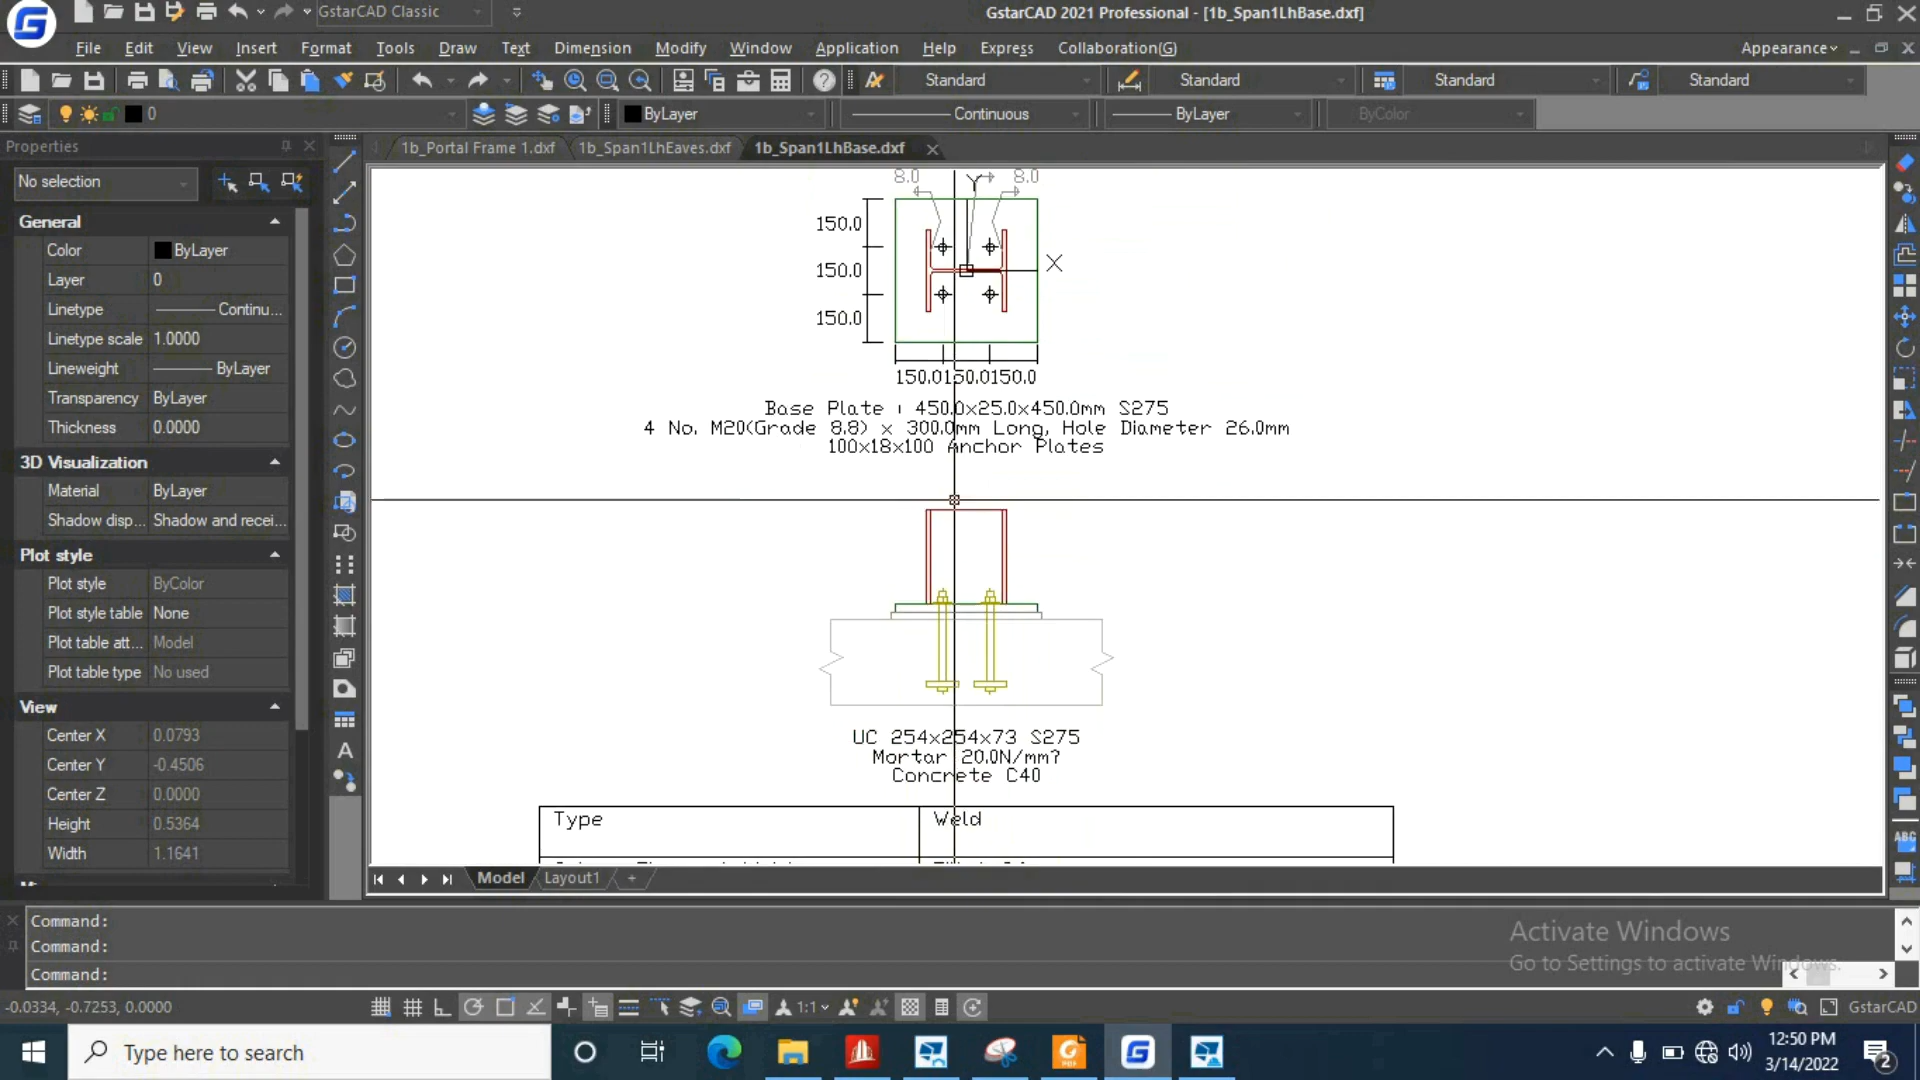 GstarCAD Classic
GstarCAD 2021 Professional - [1b_Span1LhBase.dxf]
File Edit View Insert Format Tools Draw Text Dimension Modify Window Application Help Express Collaboration(G) Appearance
Standard Standard Standard Standard
0 ByLayer Continuous ByLayer ByColor
Properties
1b_Portal Frame 1.dxf 1b_Span1LhEaves.dxf 1b_Span1LhBase.dxf
No selection
General
Color ByLayer
Layer 0
Linetype Continu...
Linetype scale 1.0000
Lineweight ByLayer
Transparency ByLayer
Thickness 0.0000
3D Visualization
Material ByLayer
Shadow disp... Shadow and recei...
Plot style
Plot style ByColor
Plot style table None
Plot table att... Model
Plot table type No used
View
Center X 0.0793
Center Y -0.4506
Center Z 0.0000
Height 0.5364
Width 1.1641
8.0 Y 8.0
150.0
150.0 X
150.0
150.0150.0150.0
Base Plate : 450.0x25.0x450.0mm S275
4 No. M20(Grade 8.8) x 300.0mm Long, Hole Diameter 26.0mm
100x18x100 Anchor Plates
UC 254x254x73 S275
Mortar 20.0N/mm?
Concrete C40
Type Weld
Model Layout1 +
Command:
Command:
Command:
Activate Windows
Go to Settings to activate Windows.
-0.0334, -0.7253, 0.0000
1:1
GstarCAD
Type here to search
12:50 PM
3/14/2022
2